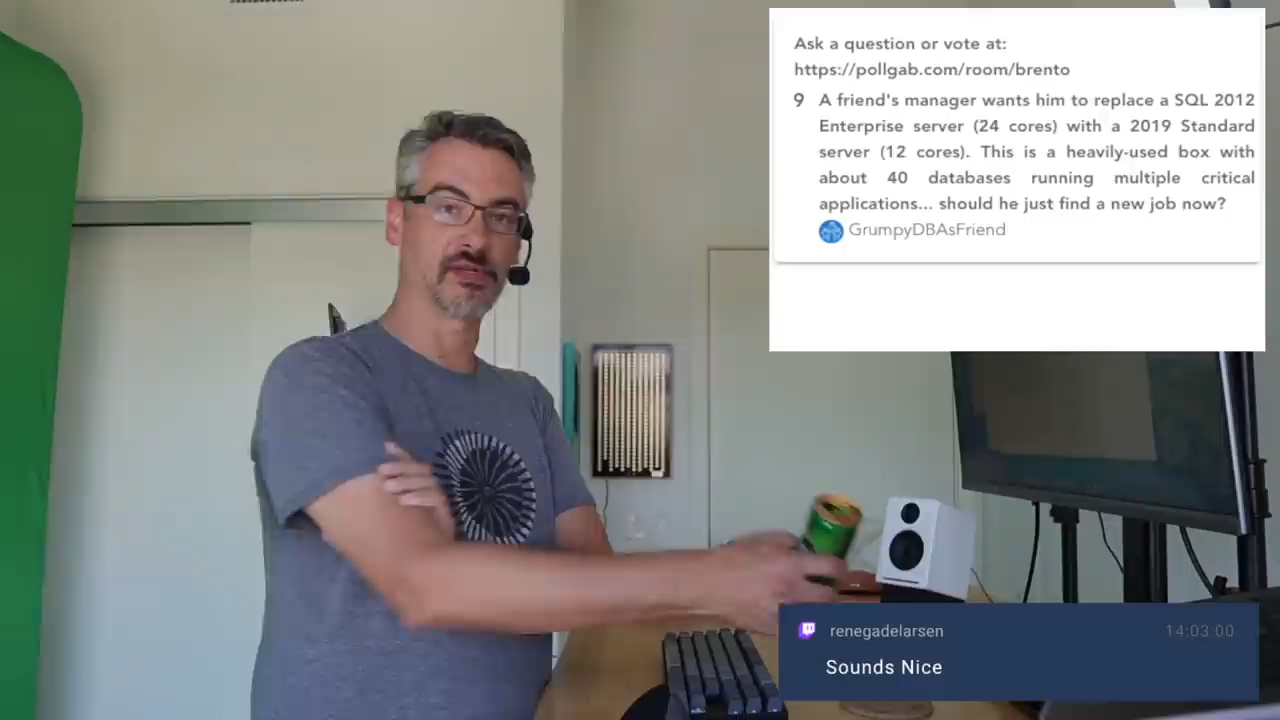 Ask a question or vote at:
https://pollgab.com/room/brento
9 A friend's manager wants him to replace a SQL 2012
Enterprise server (24 cores) with a 2019 Standard
server (12 cores). This is a heavily-used box with
about 40 databases running multiple critical
applications... should he just find a new job now?
GrumpyDBAsFriend
renegadelarsen 14:03:00
Sounds Nice